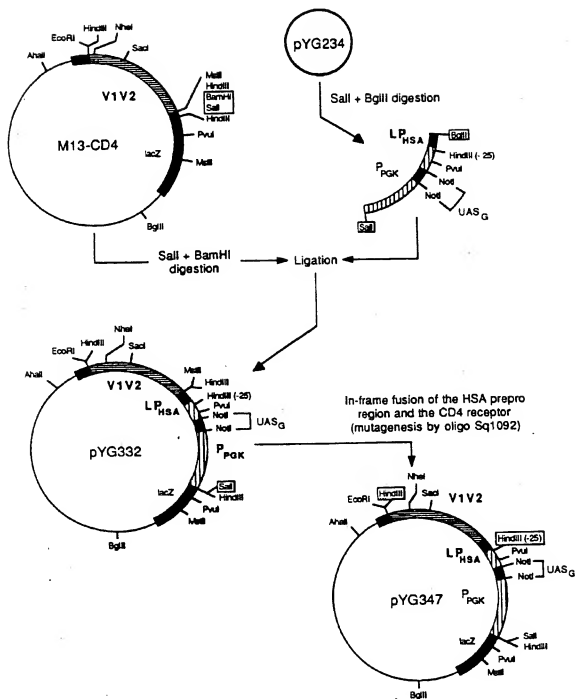 HindIII
NheI
EcoRI
SacI
AhaII
V1V2
MstII
HindIII
BamHI
SalI
HindIII
PvuI
MstII
lacZ
M13-CD4
BglII
pYG234
SalI + BglII digestion
LP HSA
BglII
HindIII (- 25)
PvuI
NotI
NotI
UAS G
P PGK
SalI
SalI + BamHI
digestion
Ligation
NheI
HindIII
EcoRI
SacI
AhaII
V1V2
MstII
HindIII
HindIII (-25)
PvuI
NotI
NotI
UAS G
LP HSA
P PGK
pYG332
lacZ
SalI
HindIII
PvuI
MstII
BglII
In-frame fusion of the HSA prepro
region and the CD4 receptor
(mutagenesis by oligo Sq1092)
NheI
HindIII
EcoRI
SacI
V1V2
AhaII
HindIII (-25)
PvuI
NotI
NotI
UAS G
LP HSA
P PGK
pYG347
lacZ
SalI
HindIII
PvuI
MstII
BglII